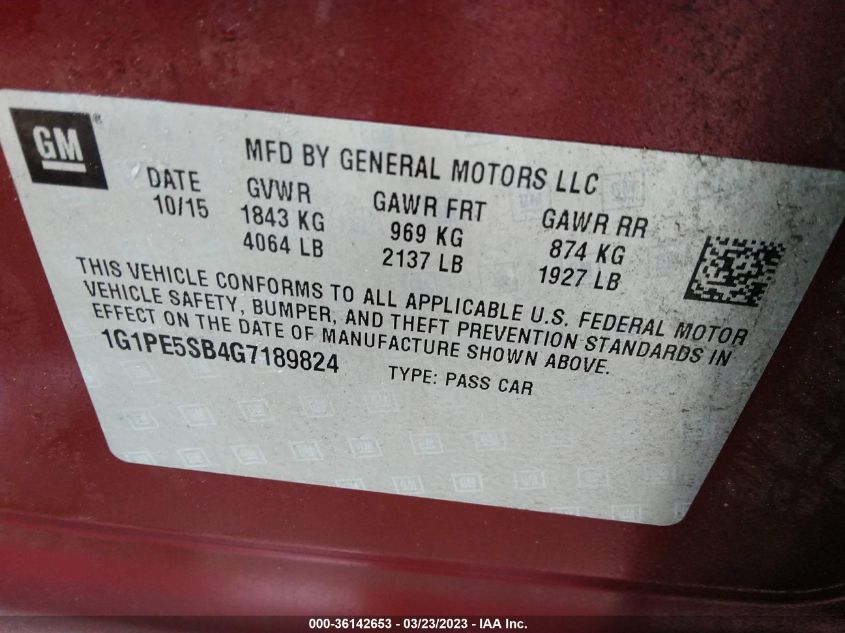 GM
MFD BY GENERAL MOTORS LLC
DATE GVWR GAWR FRT GAWR RR
10/15 1843 KG 969 KG 874 KG
4064 LB 2137 LB 1927 LB
THIS VEHICLE CONFORMS TO ALL APPLICABLE U.S. FEDERAL MOTOR
VEHICLE SAFETY, BUMPER, AND THEFT PREVENTION STANDARDS IN
EFFECT ON THE DATE OF MANUFACTURE SHOWN ABOVE.
1G1PE5SB4G7189824 TYPE: PASS CAR
000-36142653 / 03/23/2023 - IAA Inc.